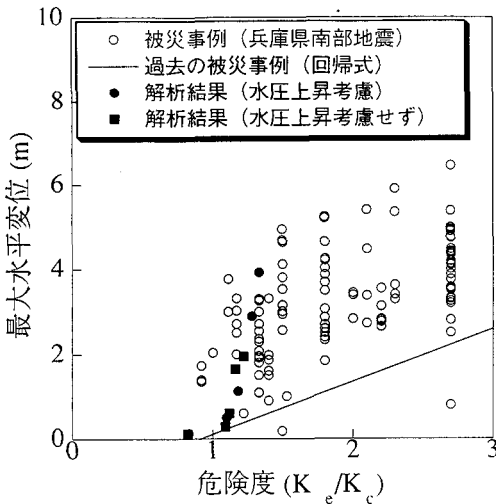 10
8
6
4
2
0
最大水平変位 (m)
被災事例（兵庫県南部地震）
過去の被災事例（回帰式）
解析結果（水圧上昇考慮）
解析結果（水圧上昇考慮せず）
0
1
2
3
危険度 (K e/Kc)